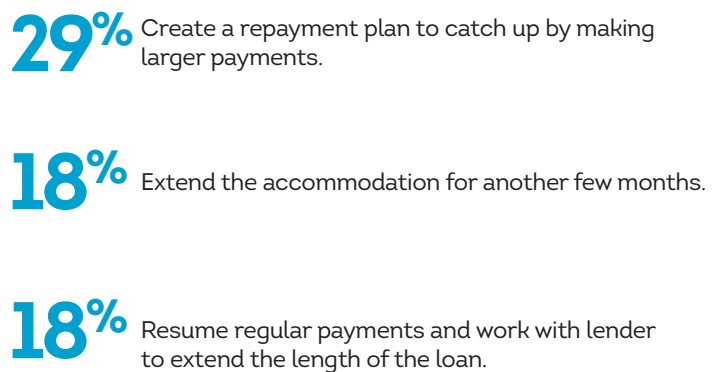 29% Create a repayment plan to catch up by making
larger payments.
18% Extend the accommodation for another few months.
18% Resume regular payments and work with lender
to extend the length of the loan.